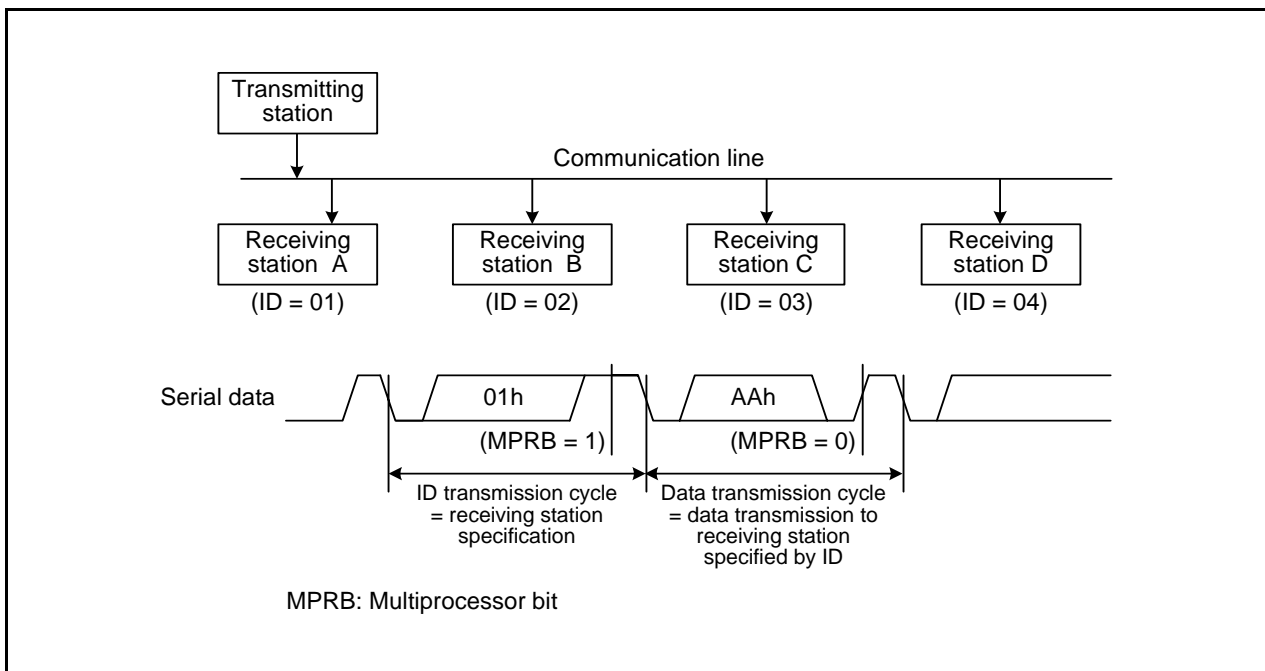 Transmitting
station
Communication line
Receiving
station A
(ID = 01)
Receiving
station B
(ID = 02)
Receiving
station C
(ID = 03)
Receiving
station D
(ID = 04)
Serial data
01h
AAh
(MPRB = 1)
(MPRB = 0)
ID transmission cycle
= receiving station
specification
Data transmission cycle
= data transmission to
receiving station
specified by ID
MPRB: Multiprocessor bit